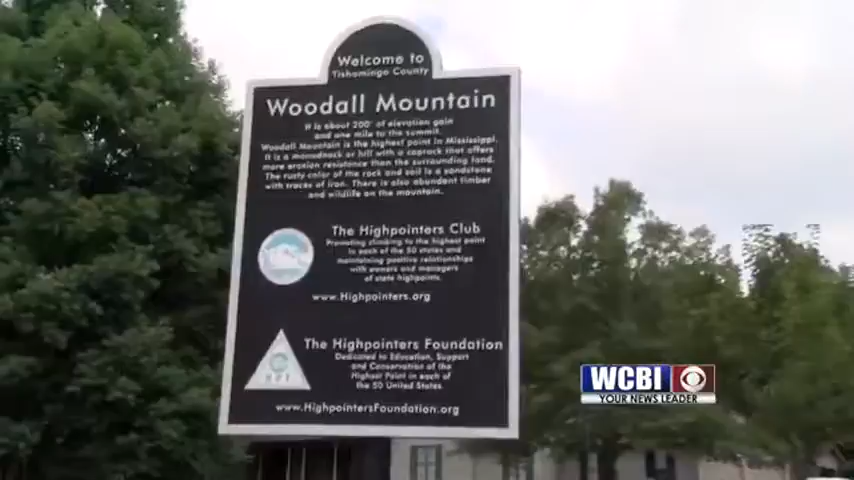 Welcome to
Tishomingo County
Woodall Mountain
It is about 200' of elevation gain
and one mile to the summit.
Woodall Mountain is the highest point in Mississippi.
It is a monadnock or hill with a caprock that offers
more erosion resistance than the surrounding land.
The rusty color of the rock and soil is a sandstone
with traces of iron. There is also abundant timber
and wildlife on the mountain.
The Highpointers Club
Promoting climbing to the highest point
in each of the 50 states and
maintaining positive relationships
with owners and managers
of state highpoints.
www.Highpointers.org
The Highpointers Foundation
Dedicated to Education, Support
and Conservation of the
Highest Point in each of
the 50 United States.
www.HighpointersFoundation.org
WCBI
YOUR NEWS LEADER